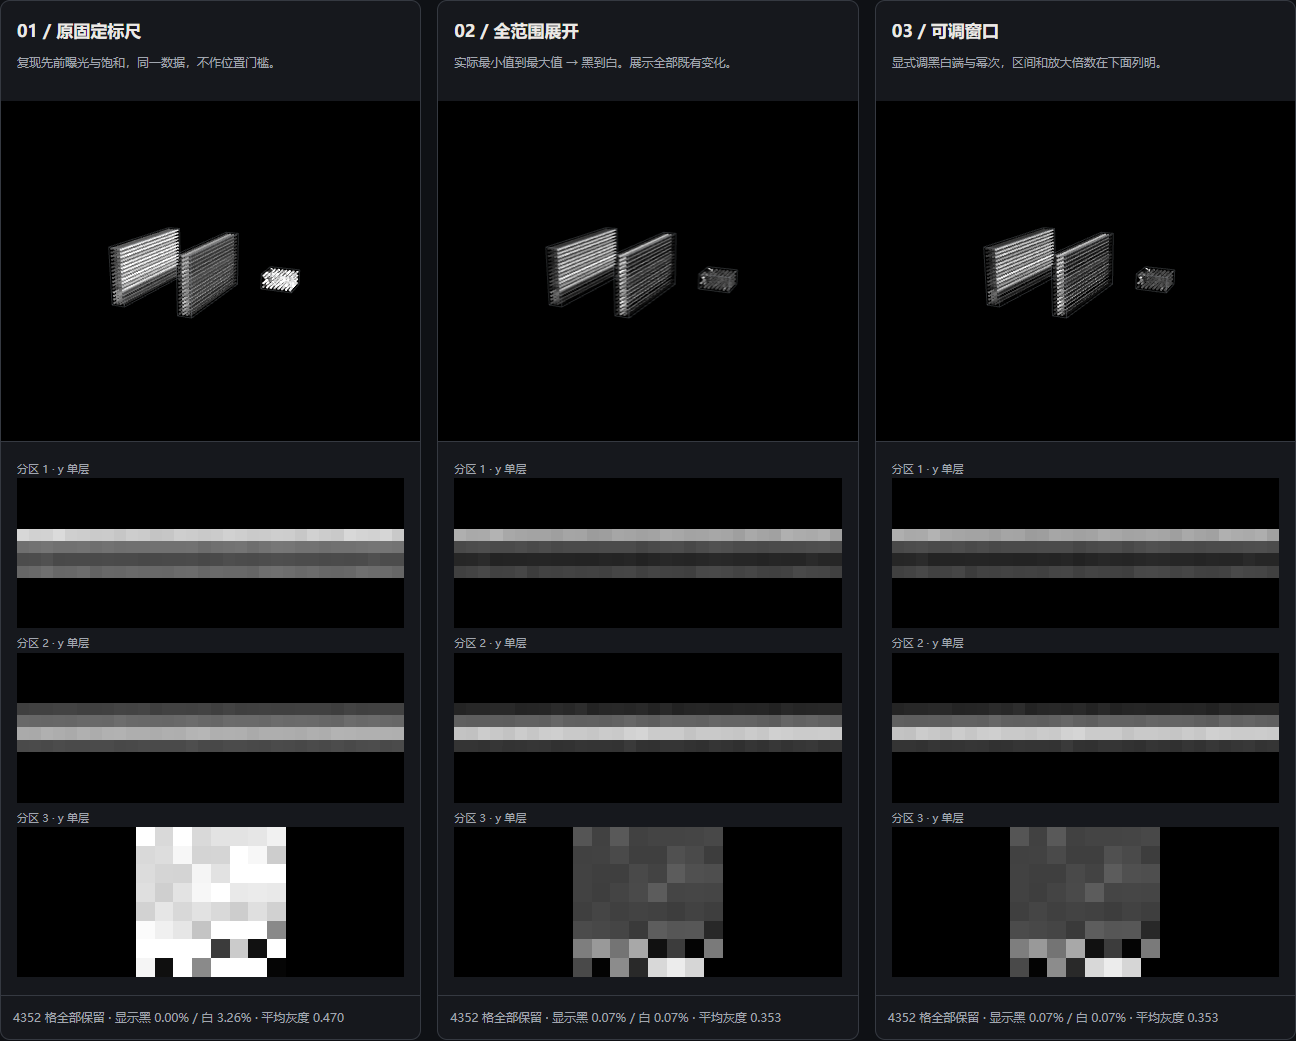 01 / 原固定标尺
复现先前曝光与饱和，同一数据，不作位置门槛。
分区 1 · y 单层
分区 2 · y 单层
分区 3 · y 单层
4352 格全部保留 · 显示黑 0.00% / 白 3.26% · 平均灰度 0.470
02 / 全范围展开
实际最小值到最大值 → 黑到白。展示全部既有变化。
分区 1 · y 单层
分区 2 · y 单层
分区 3 · y 单层
4352 格全部保留 · 显示黑 0.07% / 白 0.07% · 平均灰度 0.353
03 / 可调窗口
显式调黑白端与幂次，区间和放大倍数在下面列明。
分区 1 · y 单层
分区 2 · y 单层
分区 3 · y 单层
4352 格全部保留 · 显示黑 0.07% / 白 0.07% · 平均灰度 0.353